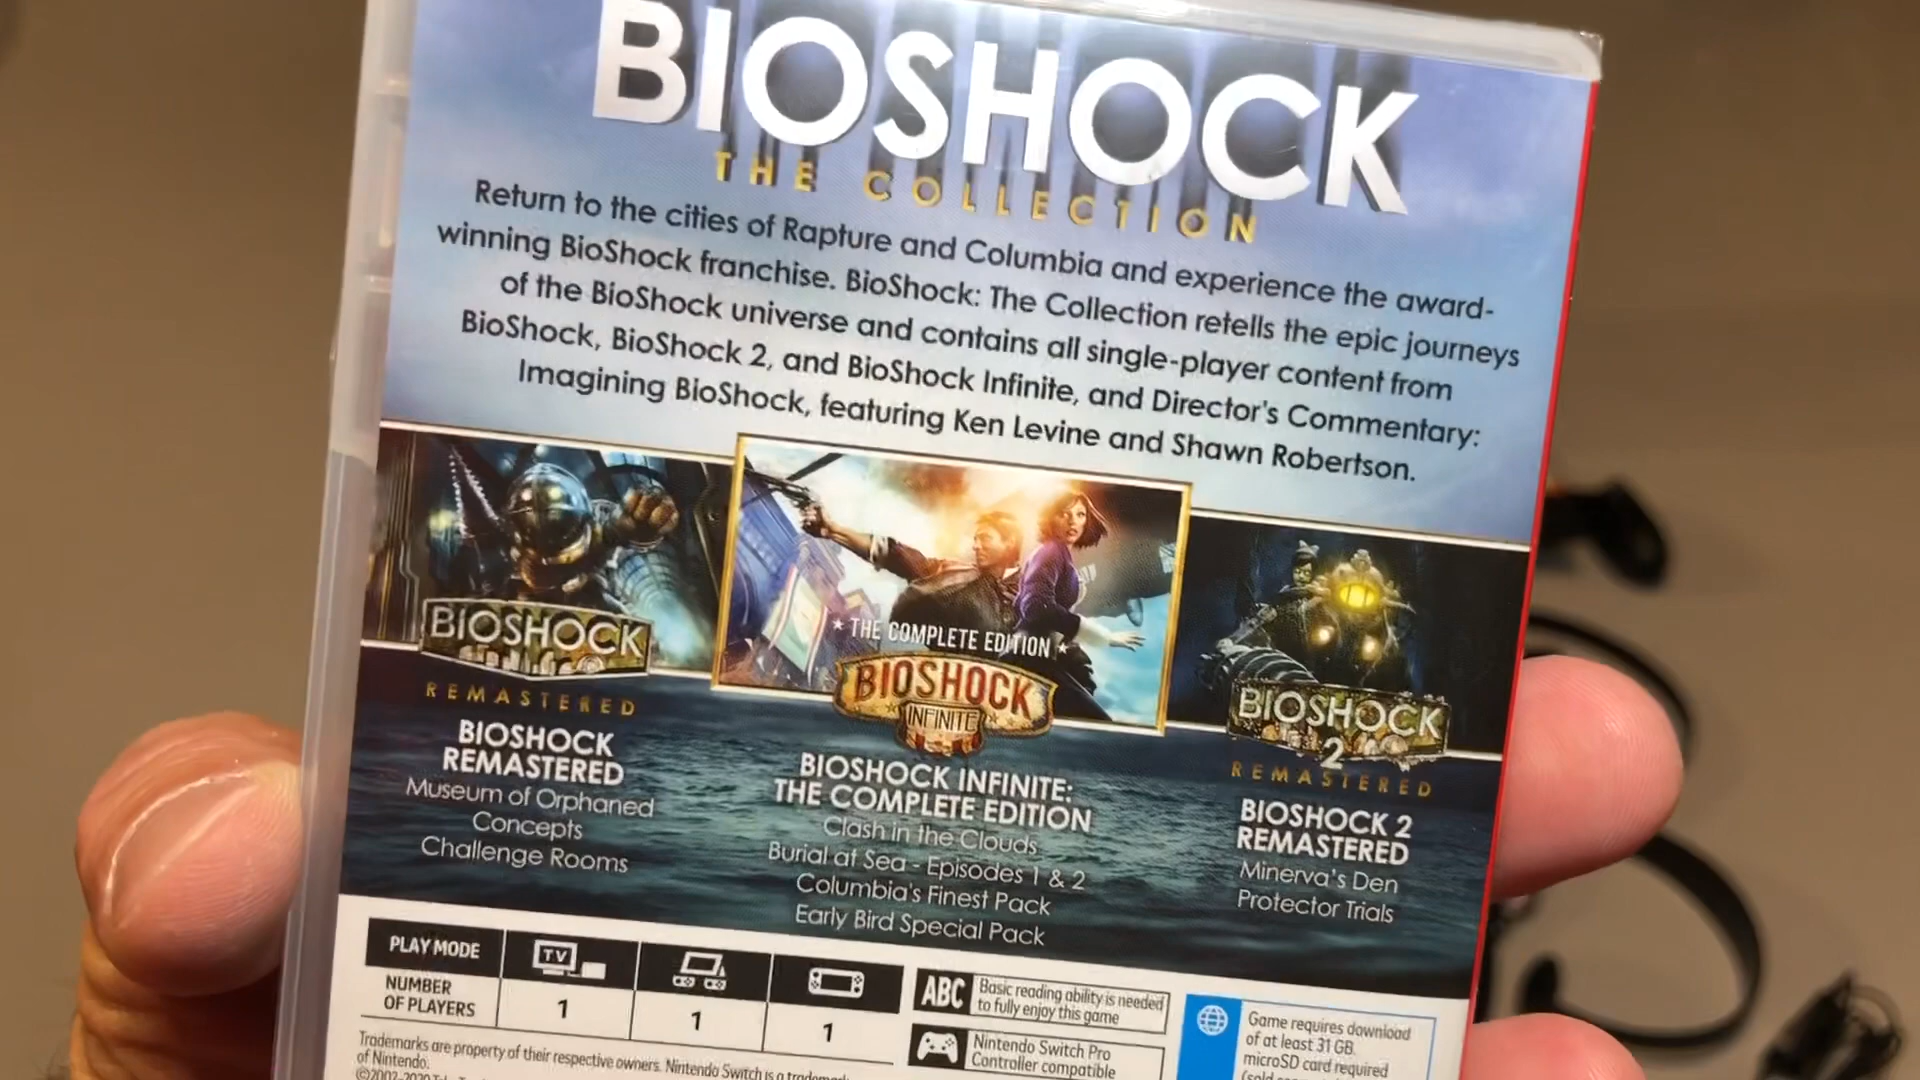 BIOSHOCK
THE COLLECTION
Return to the cities of Rapture and Columbia and experience the award-
winning BioShock franchise. BioShock: The Collection retells the epic journeys
of the BioShock universe and contains all single-player content from
BioShock, BioShock 2, and BioShock Infinite, and Director's Commentary:
Imagining BioShock, featuring Ken Levine and Shawn Robertson.
BIOSHOCK
REMASTERED
BIOSHOCK
REMASTERED
Museum of Orphaned
Concepts
Challenge Rooms
★ THE COMPLETE EDITION ★
BIOSHOCK
INFINITE
BIOSHOCK INFINITE:
THE COMPLETE EDITION
Clash in the Clouds
Burial at Sea - Episodes 1 & 2
Columbia's Finest Pack
Early Bird Special Pack
BIOSHOCK
2
REMASTERED
BIOSHOCK 2
REMASTERED
Minerva's Den
Protector Trials
PLAY MODE
TV
NUMBER
OF PLAYERS
1
1
1
ABC
Basic reading ability is needed
to fully enjoy this game
Nintendo Switch Pro
Controller compatible
Game requires download
of at least 31 GB.
microSD card required
Trademarks are property of their respective owners. Nintendo Switch is a
of Nintendo.